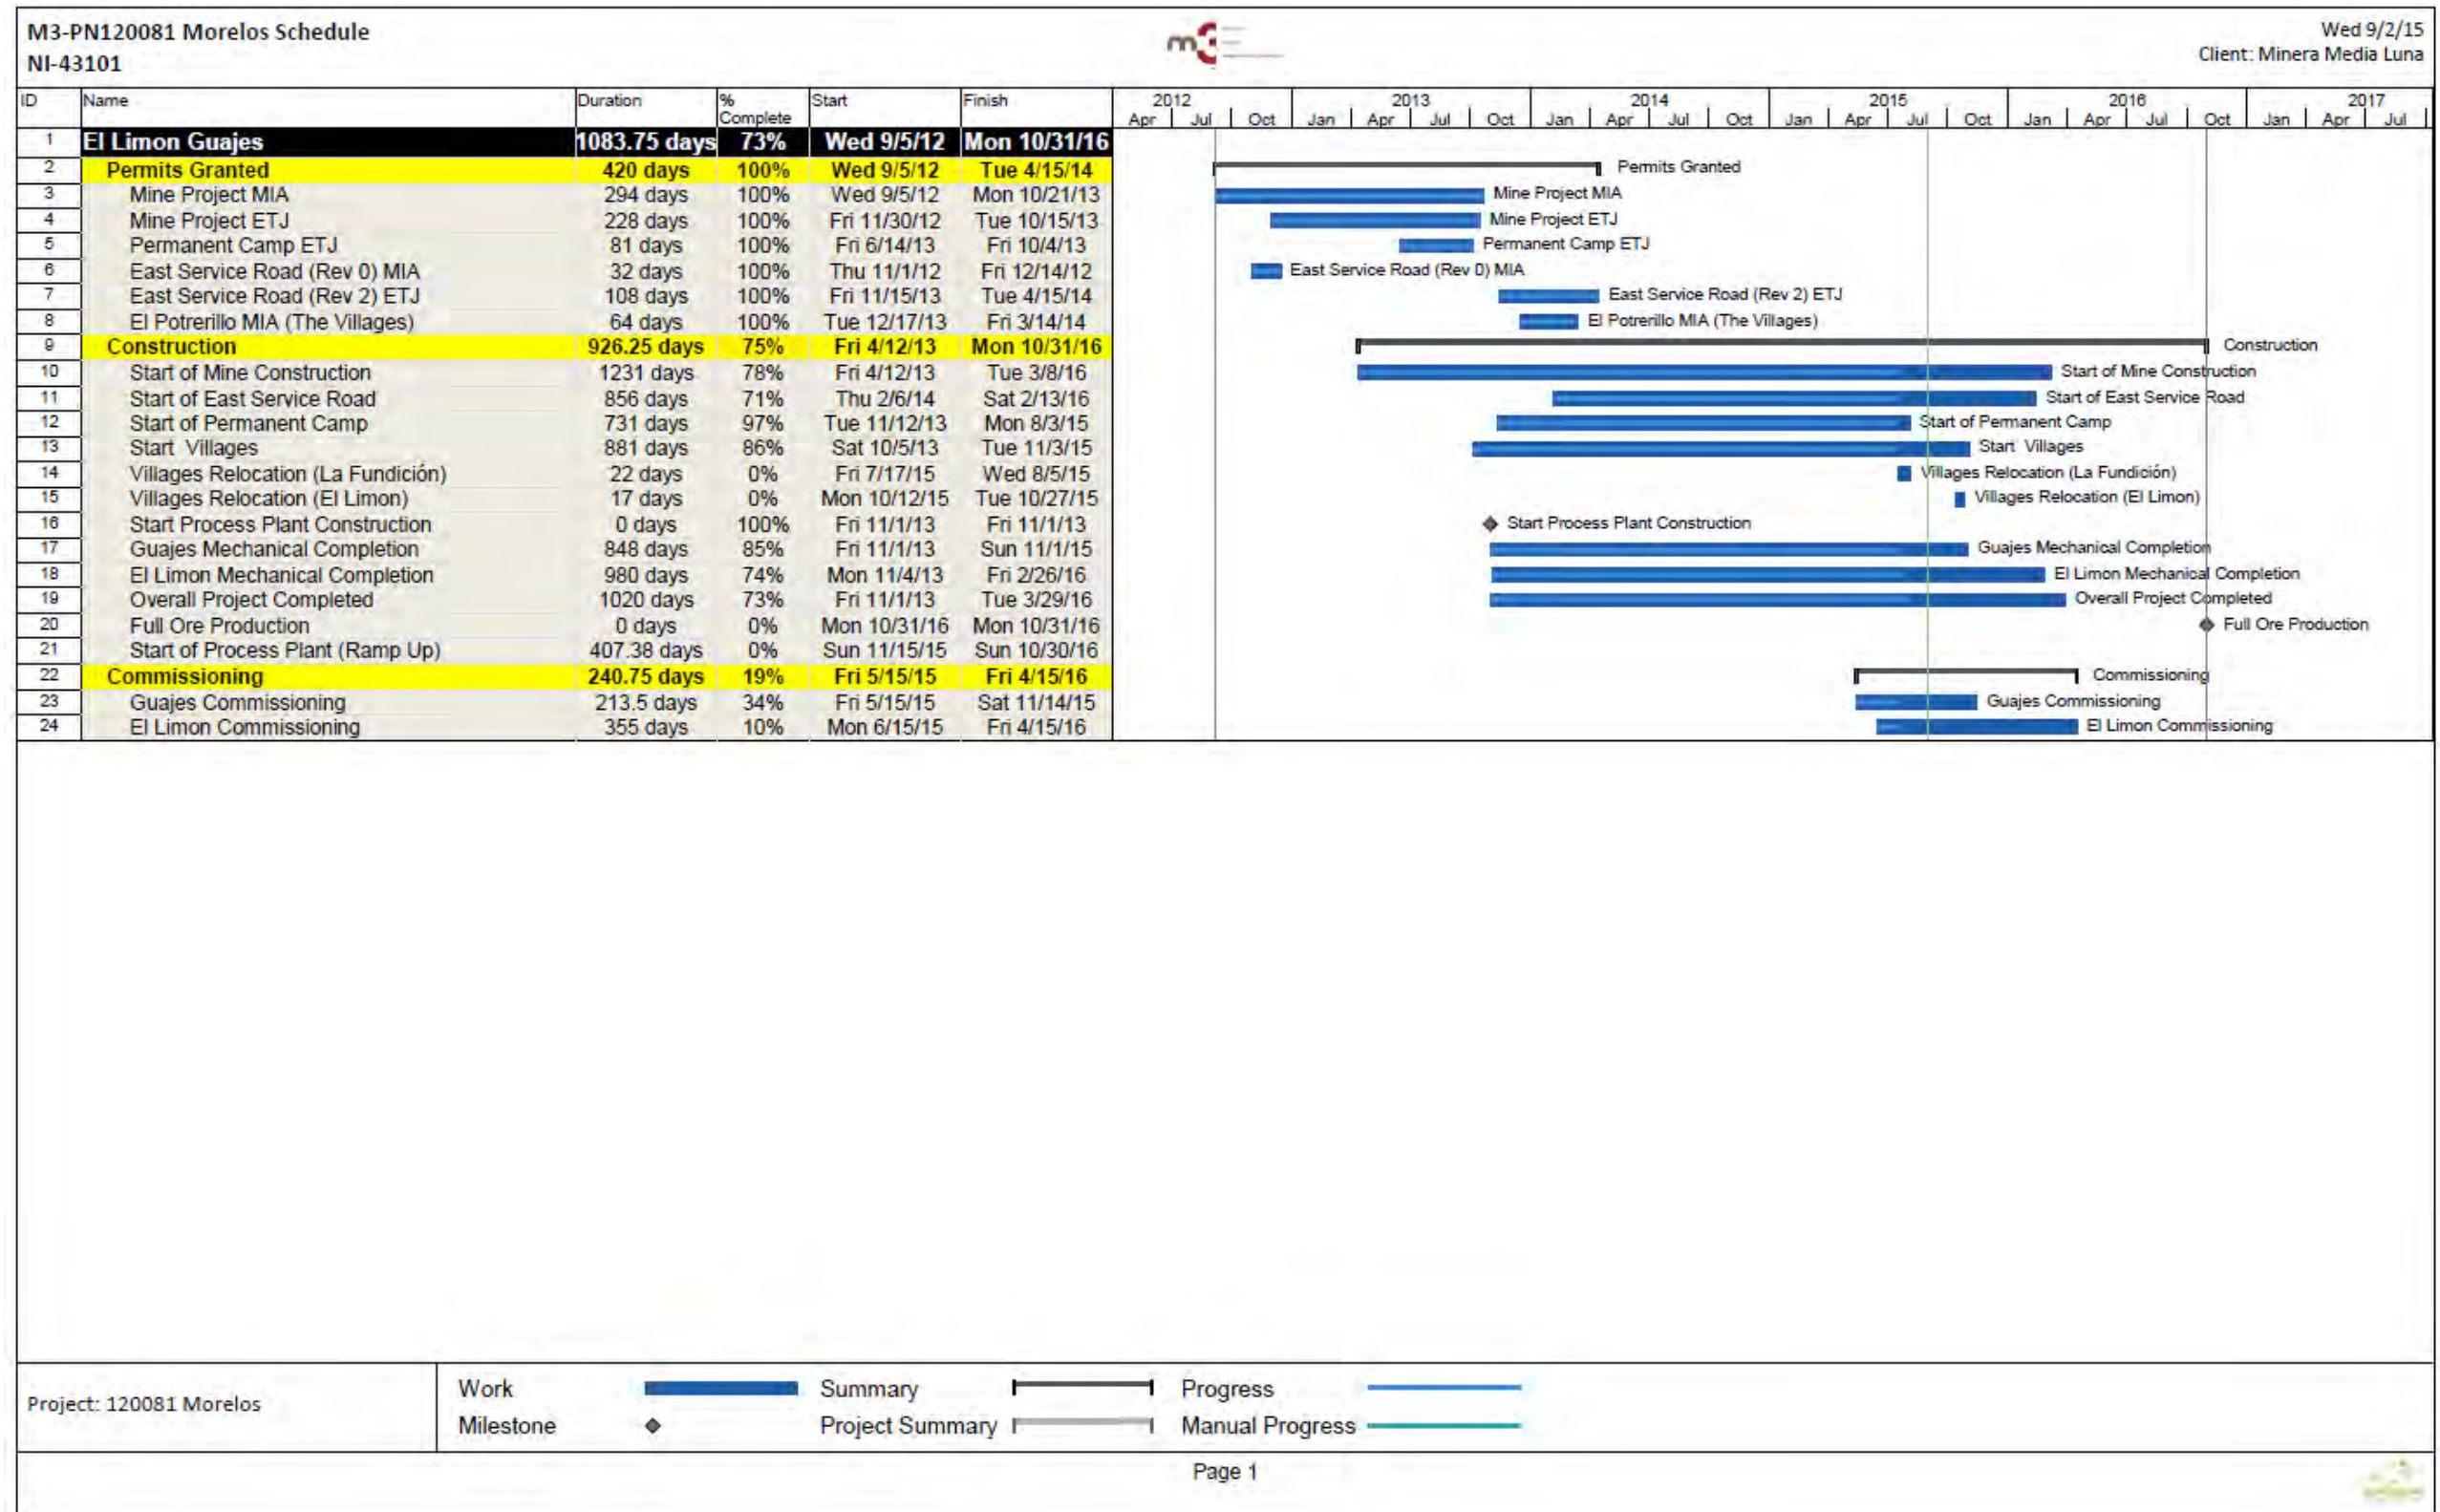 M3-PN120081 Morelos Schedule
NI-43101
m3
Wed 9/2/15
Client: Minera Media Luna
ID Name Duration % Complete Start Finish
2012 2013 2014 2015 2016 2017
Apr Jul Oct Jan Apr Jul Oct Jan Apr Jul Oct Jan Apr Jul Oct Jan Apr Jul Oct Jan Apr Jul
1 El Limon Guajes 1083.75 days 73% Wed 9/5/12 Mon 10/31/16
2 Permits Granted 420 days 100% Wed 9/5/12 Tue 4/15/14 Permits Granted
3 Mine Project MIA 294 days 100% Wed 9/5/12 Mon 10/21/13 Mine Project MIA
4 Mine Project ETJ 228 days 100% Fri 11/30/12 Tue 10/15/13 Mine Project ETJ
5 Permanent Camp ETJ 81 days 100% Fri 6/14/13 Fri 10/4/13 Permanent Camp ETJ
6 East Service Road (Rev 0) MIA 32 days 100% Thu 11/1/12 Fri 12/14/12 East Service Road (Rev 0) MIA
7 East Service Road (Rev 2) ETJ 108 days 100% Fri 11/15/13 Tue 4/15/14 East Service Road (Rev 2) ETJ
8 El Potrerillo MIA (The Villages) 64 days 100% Tue 12/17/13 Fri 3/14/14 El Potrerillo MIA (The Villages)
9 Construction 926.25 days 75% Fri 4/12/13 Mon 10/31/16 Construction
10 Start of Mine Construction 1231 days 78% Fri 4/12/13 Tue 3/8/16 Start of Mine Construction
11 Start of East Service Road 856 days 71% Thu 2/6/14 Sat 2/13/16 Start of East Service Road
12 Start of Permanent Camp 731 days 97% Tue 11/12/13 Mon 8/3/15 Start of Permanent Camp
13 Start Villages 881 days 86% Sat 10/5/13 Tue 11/3/15 Start Villages
14 Villages Relocation (La Fundición) 22 days 0% Fri 7/17/15 Wed 8/5/15 Villages Relocation (La Fundición)
15 Villages Relocation (El Limon) 17 days 0% Mon 10/12/15 Tue 10/27/15 Villages Relocation (El Limon)
16 Start Process Plant Construction 0 days 100% Fri 11/1/13 Fri 11/1/13 Start Process Plant Construction
17 Guajes Mechanical Completion 848 days 85% Fri 11/1/13 Sun 11/1/15 Guajes Mechanical Completion
18 El Limon Mechanical Completion 980 days 74% Mon 11/4/13 Fri 2/26/16 El Limon Mechanical Completion
19 Overall Project Completed 1020 days 73% Fri 11/1/13 Tue 3/29/16 Overall Project Completed
20 Full Ore Production 0 days 0% Mon 10/31/16 Mon 10/31/16 Full Ore Production
21 Start of Process Plant (Ramp Up) 407.38 days 0% Sun 11/15/15 Sun 10/30/16
22 Commissioning 240.75 days 19% Fri 5/15/15 Fri 4/15/16 Commissioning
23 Guajes Commissioning 213.5 days 34% Fri 5/15/15 Sat 11/14/15 Guajes Commissioning
24 El Limon Commissioning 355 days 10% Mon 6/15/15 Fri 4/15/16 El Limon Commissioning
Project: 120081 Morelos
Work Summary Progress
Milestone Project Summary Manual Progress
Page 1